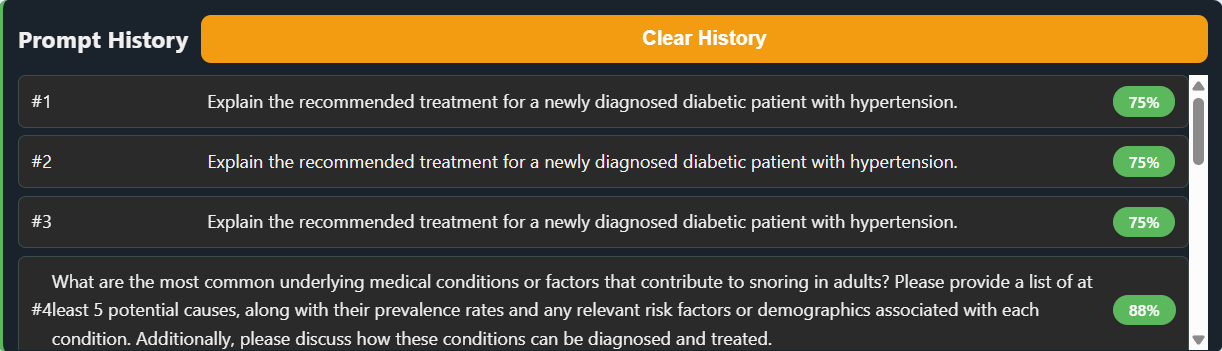 Prompt History
Clear History
#1 Explain the recommended treatment for a newly diagnosed diabetic patient with hypertension. 75%
#2 Explain the recommended treatment for a newly diagnosed diabetic patient with hypertension. 75%
#3 Explain the recommended treatment for a newly diagnosed diabetic patient with hypertension. 75%
What are the most common underlying medical conditions or factors that contribute to snoring in adults? Please provide a list of at
#4 least 5 potential causes, along with their prevalence rates and any relevant risk factors or demographics associated with each 88%
condition. Additionally, please discuss how these conditions can be diagnosed and treated.